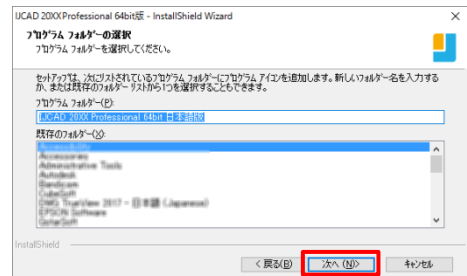 IJCAD 20XX Professional 64bit版 - InstallShield Wizard
プログラム フォルダーの選択
プログラム フォルダーを選択してください。
セットアップは、次にリストされているプログラム フォルダーにプログラム アイコンを追加します。新しいフォルダー名を入力する
か、または既存のフォルダー リストから1つを選択することもできます。
プログラム フォルダー(P):
IJCAD 20XX Professional 64bit 日本語版
既存のフォルダー(X):
Accessibility
Accessories
Administrative Tools
Autodesk
Bandicam
CubeSoft
DWG TrueView 2017 - 日本語 (Japanese)
EPSON Software
InstallShield
< 戻る(B)
次へ (N)>
キャンセル